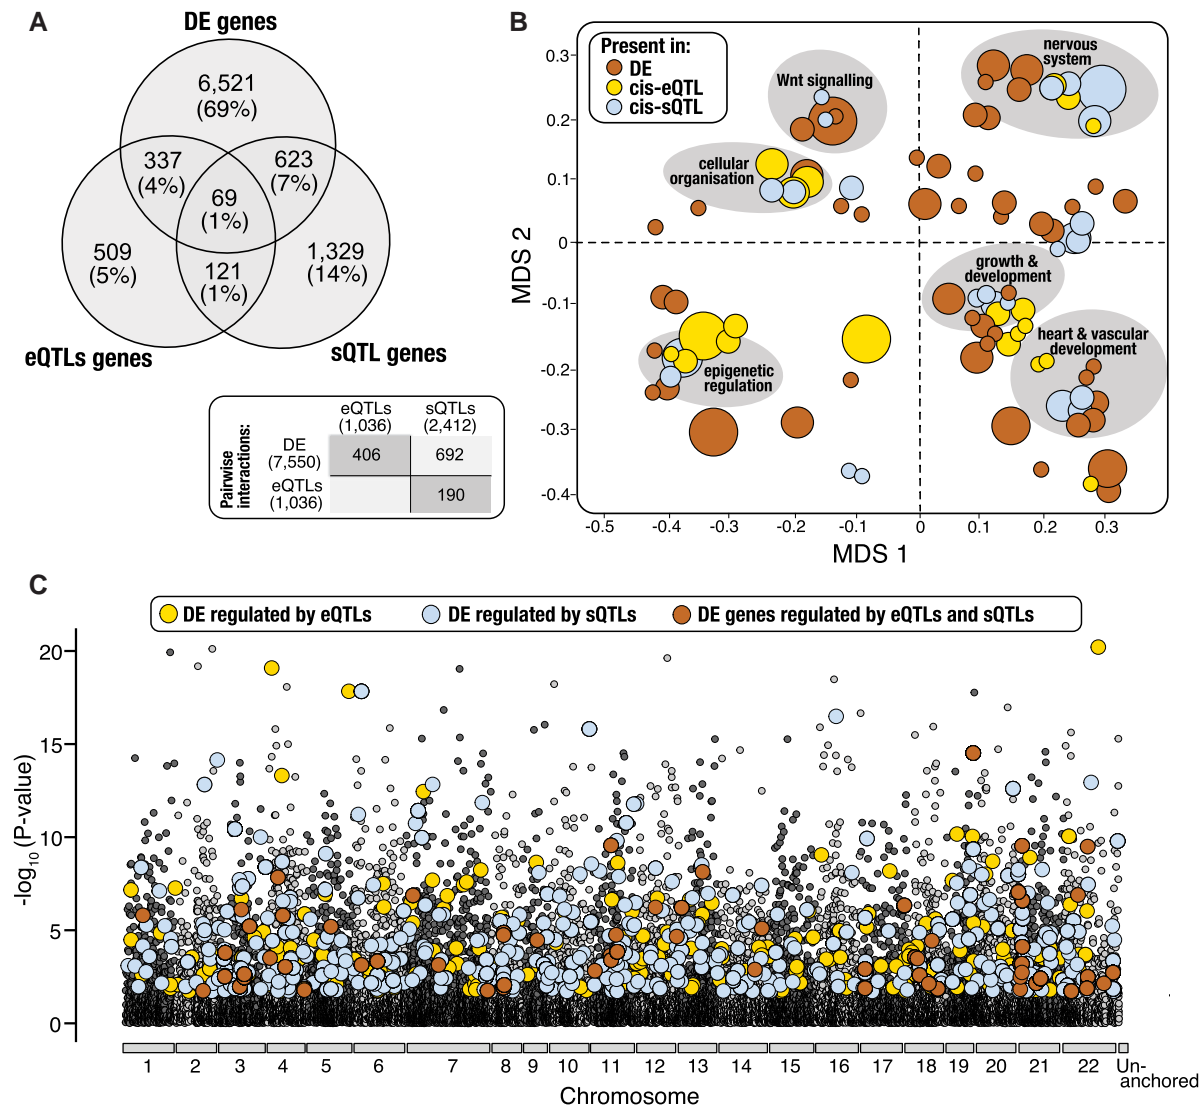 A
DE genes
6,521
(69%)
337
(4%)
623
(7%)
69
(1%)
509
(5%)
121
(1%)
1,329
(14%)
eQTLs genes
sQTL genes
Pairwise
interactions:
eQTLs
(1,036)
sQTLs
(2,412)
DE
(7,550)
406
692
eQTLs
(1,036)
190
B
Present in:
DE
cis-eQTL
cis-sQTL
Wnt signalling
nervous
system
cellular
organisation
growth &
development
heart & vascular
development
epigenetic
regulation
MDS 2
0.3
0.2
0.1
0
-0.1
-0.2
-0.3
-0.4
-0.5
-0.4
-0.3
-0.2
-0.1
0
0.1
0.2
0.3
MDS 1
C
DE regulated by eQTLs
DE regulated by sQTLs
DE genes regulated by eQTLs and sQTLs
-log10(P-value)
20
15
10
5
0
1
2
3
4
5
6
7
8
9
10
11
12
13
14
15
16
17
18
19
20
21
22
Un-
anchored
Chromosome